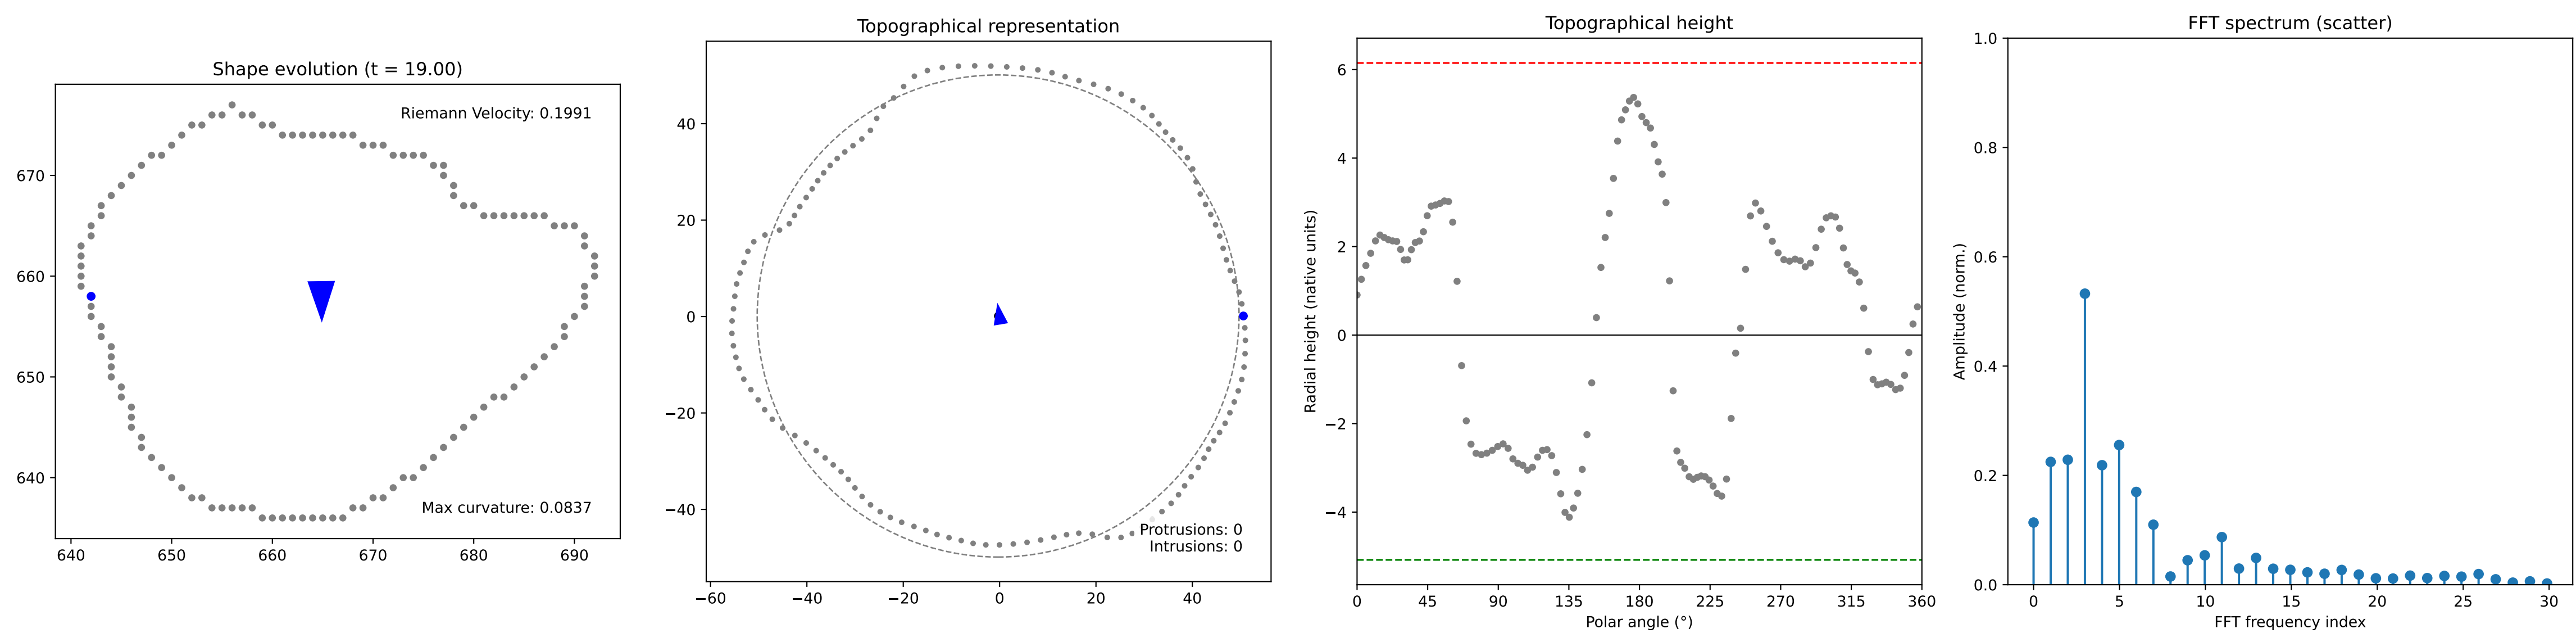 Shape evolution (t = 19.00)
Riemann Velocity: 0.1991
Max curvature: 0.0837
670
660
650
640
640 650 660 670 680 690
Topographical representation
40
20
0
−20
−40
−60 −40 −20 0 20 40
Protrusions: 0
Intrusions: 0
Topographical height
Radial height (native units)
6
4
2
0
−2
−4
0 45 90 135 180 225 270 315 360
Polar angle (°)
FFT spectrum (scatter)
Amplitude (norm.)
1.0
0.8
0.6
0.4
0.2
0.0
0 5 10 15 20 25 30
FFT frequency index